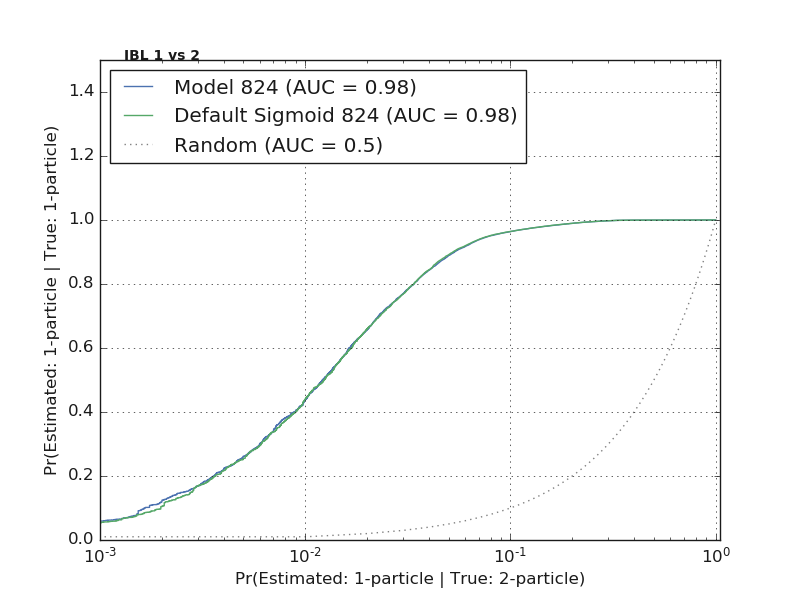 IBL 1 vs 2
Model 824 (AUC = 0.98)
Default Sigmoid 824 (AUC = 0.98)
Random (AUC = 0.5)
Pr(Estimated: 1-particle | True: 1-particle)
1.4
1.2
1.0
0.8
0.6
0.4
0.2
0.0
10^-3 10^-2 10^-1 10^0
Pr(Estimated: 1-particle | True: 2-particle)